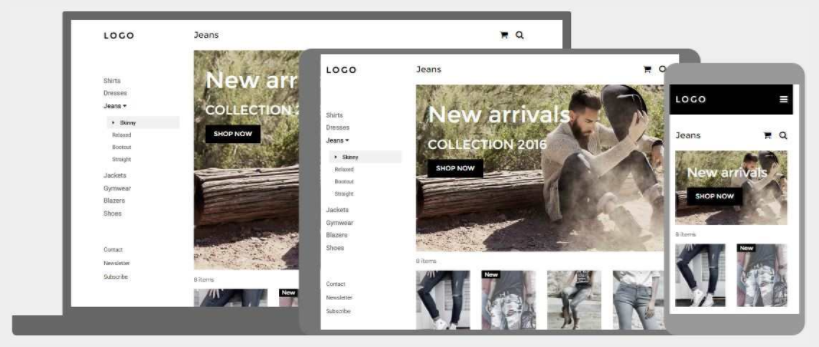 LOGO
Jeans
Shirts
Dresses
Jeans
Skinny
Relaxed
Bootcut
Straight
Jackets
Gymwear
Blazers
Shoes
Contact
Newsletter
Subscribe
New arr
COLLECTION 2
SHOP NOW
8 items
New
LOGO
Jeans
Shirts
Dresses
Jeans
Skinny
Relaxed
Bootcut
Straight
Jackets
Gymwear
Blazers
Shoes
Contact
Newsletter
Subscribe
New arrivals
COLLECTION 2016
SHOP NOW
8 items
New
LOGO
Jeans
New arrivals
SHOP NOW
8 items
New